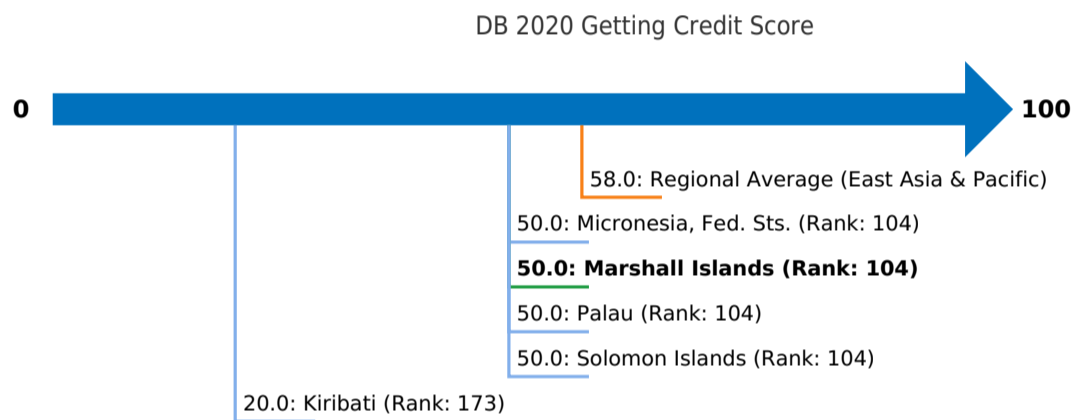 DB 2020 Getting Credit Score
0
100
58.0: Regional Average (East Asia & Pacific)
50.0: Micronesia, Fed. Sts. (Rank: 104)
50.0: Marshall Islands (Rank: 104)
50.0: Palau (Rank: 104)
50.0: Solomon Islands (Rank: 104)
20.0: Kiribati (Rank: 173)